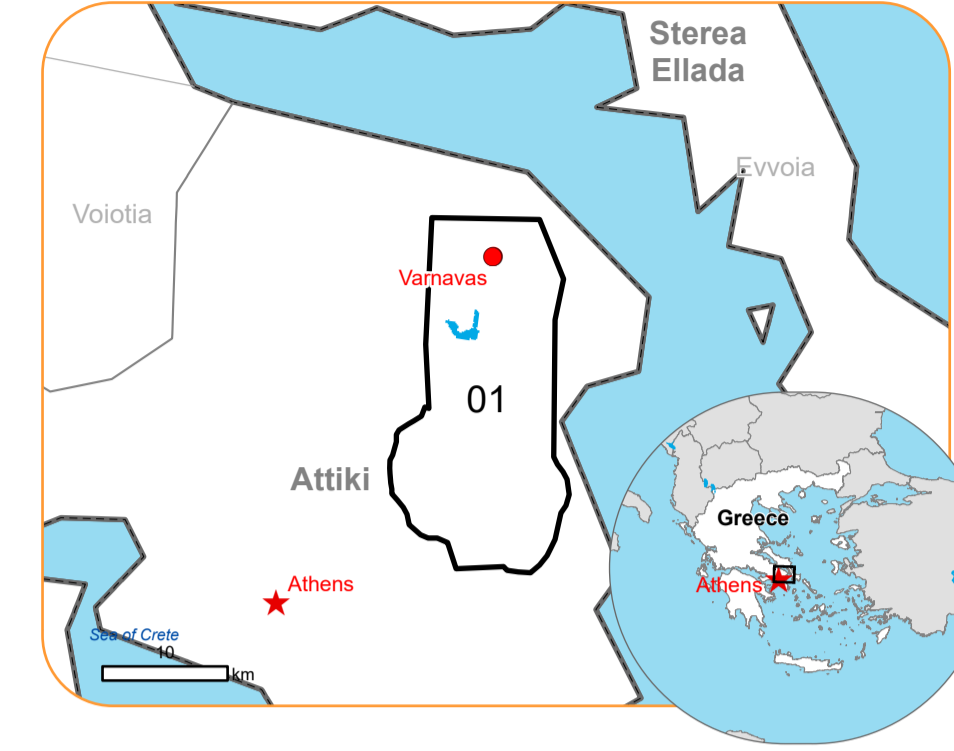 Sterea
Ellada
Evvoia
Voiotia
Varnavas
01
Attiki
Greece
Athens
Athens
Sea of Crete
10
km